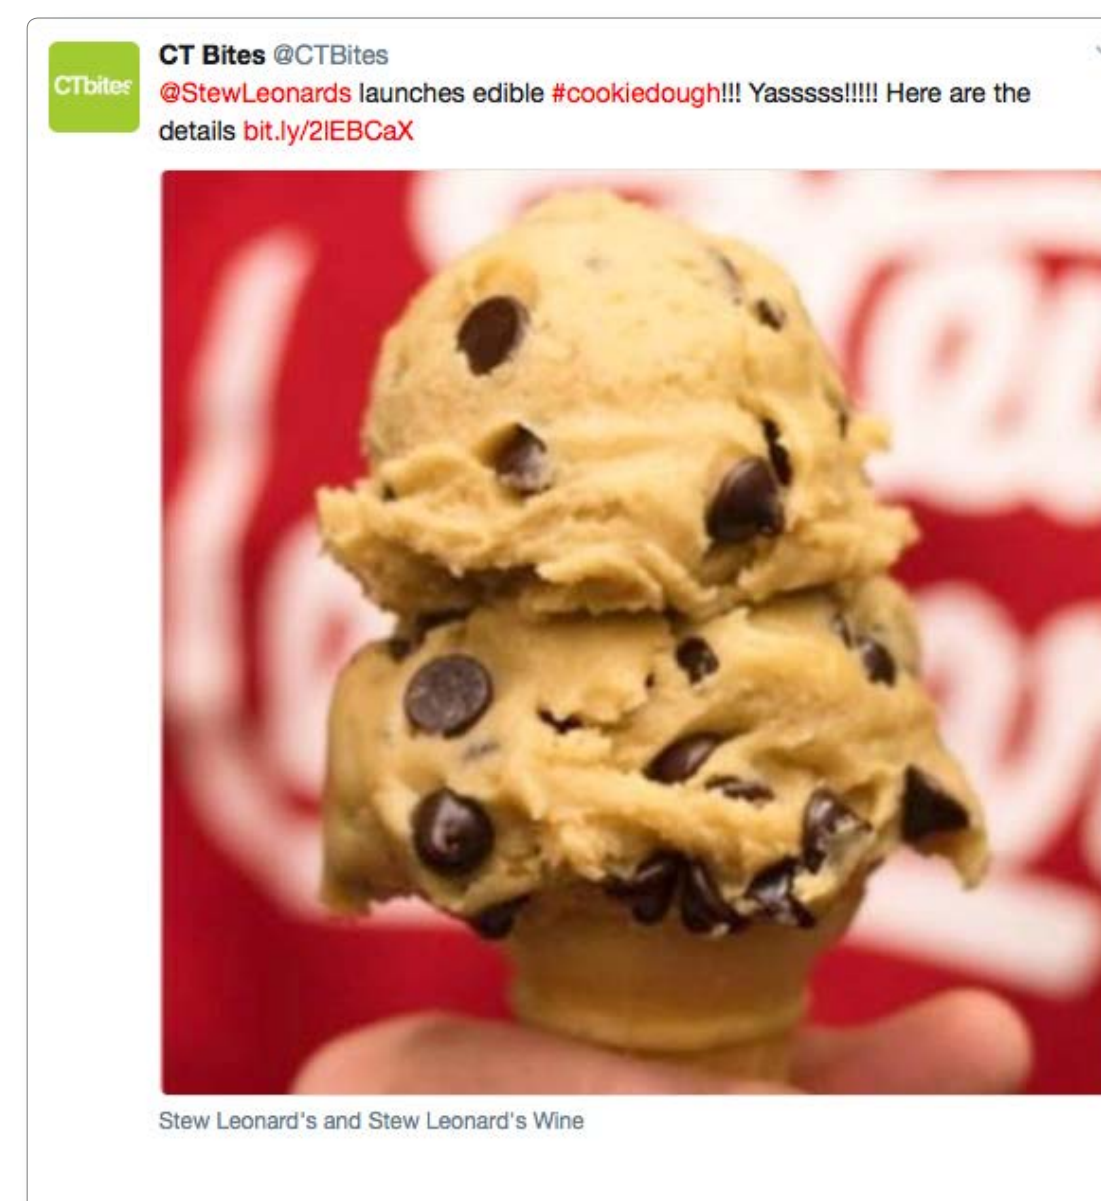 CT Bites @CTBites
CTbites
@StewLeonards launches edible #cookiedough!!! Yasssss!!!!! Here are the
details bit.ly/2lEBCaX
Stew Leonard's and Stew Leonard's Wine